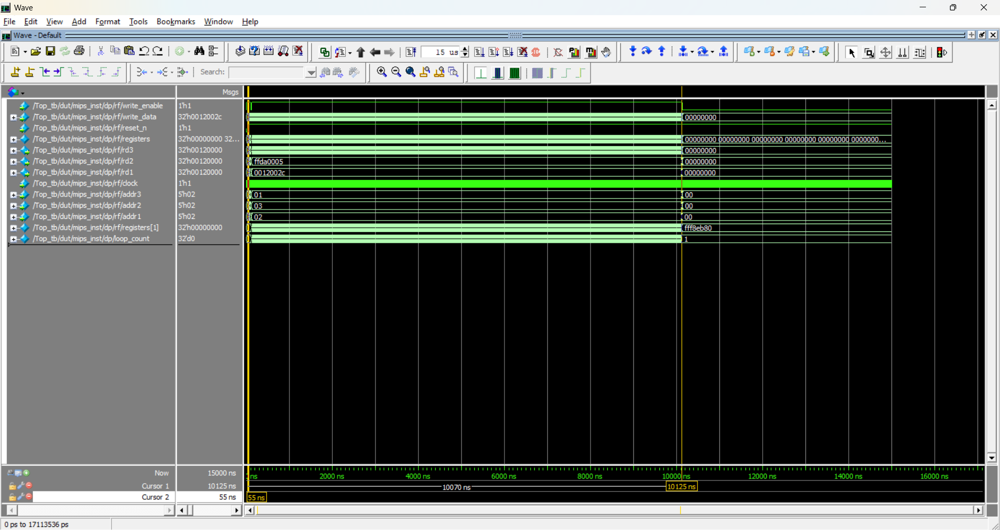 Wave
File Edit View Add Format Tools Bookmarks Window Help
Wave - Default
15 us
Search:
Msgs
/Top_tb/dut/mips_inst/dp/rf/write_enable 1'h1
/Top_tb/dut/mips_inst/dp/rf/write_data 32'h0012002c 00000000
/Top_tb/dut/mips_inst/dp/rf/reset_n 1'h1
/Top_tb/dut/mips_inst/dp/rf/registers 32'h00000000 32... 00000000 00000000 00000000 00000000 00000000 0000000...
/Top_tb/dut/mips_inst/dp/rf/rd3 32'h00120000 00000000
/Top_tb/dut/mips_inst/dp/rf/rd2 32'h00120000 ffda0005 00000000
/Top_tb/dut/mips_inst/dp/rf/rd1 32'h00120000 0012002c 00000000
/Top_tb/dut/mips_inst/dp/rf/clock 1'h1
/Top_tb/dut/mips_inst/dp/rf/addr3 5'h02 01 00
/Top_tb/dut/mips_inst/dp/rf/addr2 5'h02 03 00
/Top_tb/dut/mips_inst/dp/rf/addr1 5'h02 02 00
/Top_tb/dut/mips_inst/dp/rf/registers[1] 32'h00000000 fff8eb80
/Top_tb/dut/mips_inst/dp/loop_count 32'd0 1
Now 15000 ns ns 2000 ns 4000 ns 6000 ns 8000 ns 10000 ns 12000 ns 14000 ns 16000 ns
Cursor 1 10125 ns 10070 ns 10125 ns
Cursor 2 55 ns 55 ns
0 ps to 17113536 ps